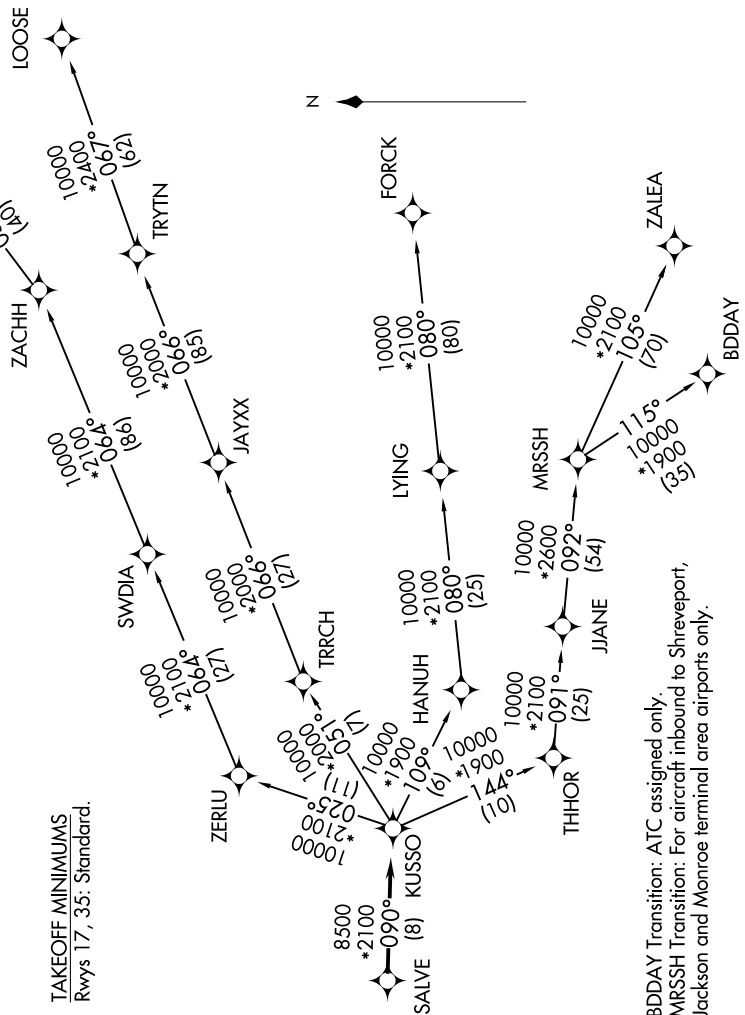 LOOSE
N
10000
*2400
067°
(62)
(40)
TRYTN
ZACHH
FORCK
ZALEA
10000
*2000
066°
(85)
10000
*2100
080°
(80)
10000
*2100
105°
(70)
BDDAY
10000
*2100
064°
(86)
JAYXX
LYING
MRSSH
115°
10000
*1900
(35)
SWDIA
10000
*2000
066°
(27)
10000
*2100
080°
(25)
10000
*2600
092°
(54)
10000
*2100
064°
(27)
TRRCH
HANUH
JJANE
10000
*2100
091°
(25)
ZERLU
10000
*2000
051°
(7)
10000
*1900
109°
(6)
10000
*1900
144°
(10)
THHOR
10000
*2100
025°
(11)
KUSSO
8500
*2100
090°
(8)
SALVE
TAKEOFF MINIMUMS
Rwys 17, 35: Standard.
BDDAY Transition: ATC assigned only.
MRSSH Transition: For aircraft inbound to Shreveport,
Jackson and Monroe terminal area airports only.